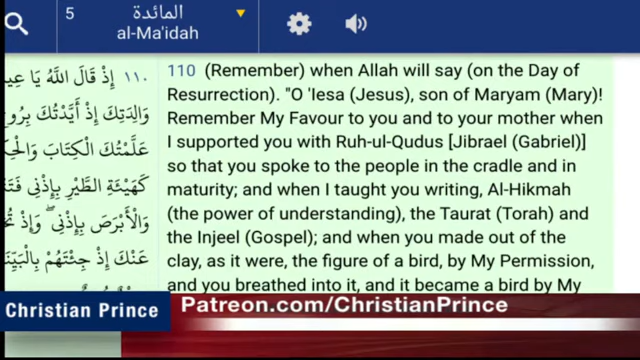 5
المائدة
al-Ma'idah
١١٠ إِذْ قَالَ اللَّهُ يَا
وَالِدَتِكَ إِذْ أَيَّدْتُكَ
عَلَّمْتُكَ الْكِتَابَ
كَهَيْئَةِ الطَّيْرِ بِإِذْنِي
وَالْأَبْرَصَ بِإِذْنِي ۖ وَإِذْ
عَنْكَ إِذْ جِئْتَهُمْ
110 (Remember) when Allah will say (on the Day of
Resurrection). "O 'Iesa (Jesus), son of Maryam (Mary)!
Remember My Favour to you and to your mother when
I supported you with Ruh-ul-Qudus [Jibrael (Gabriel)]
so that you spoke to the people in the cradle and in
maturity; and when I taught you writing, Al-Hikmah
(the power of understanding), the Taurat (Torah) and
the Injeel (Gospel); and when you made out of the
clay, as it were, the figure of a bird, by My Permission,
and you breathed into it, and it became a bird by My
Christian Prince
Patreon.com/ChristianPrince